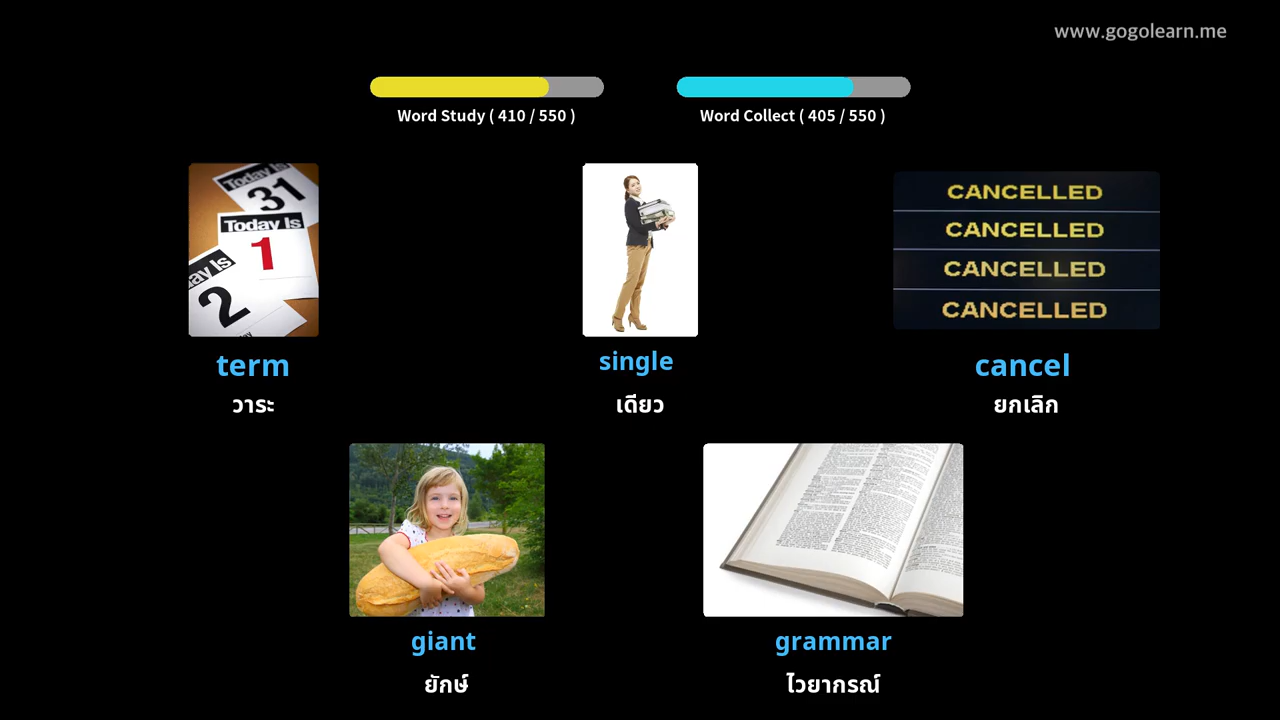 www.gogolearn.me
Word Study ( 410 / 550 )
Word Collect ( 405 / 550 )
Today Is
31
Today Is
1
ay Is
2
CANCELLED
CANCELLED
CANCELLED
CANCELLED
term
single
cancel
วาระ
เดียว
ยกเลิก
giant
grammar
ยักษ์
ไวยากรณ์